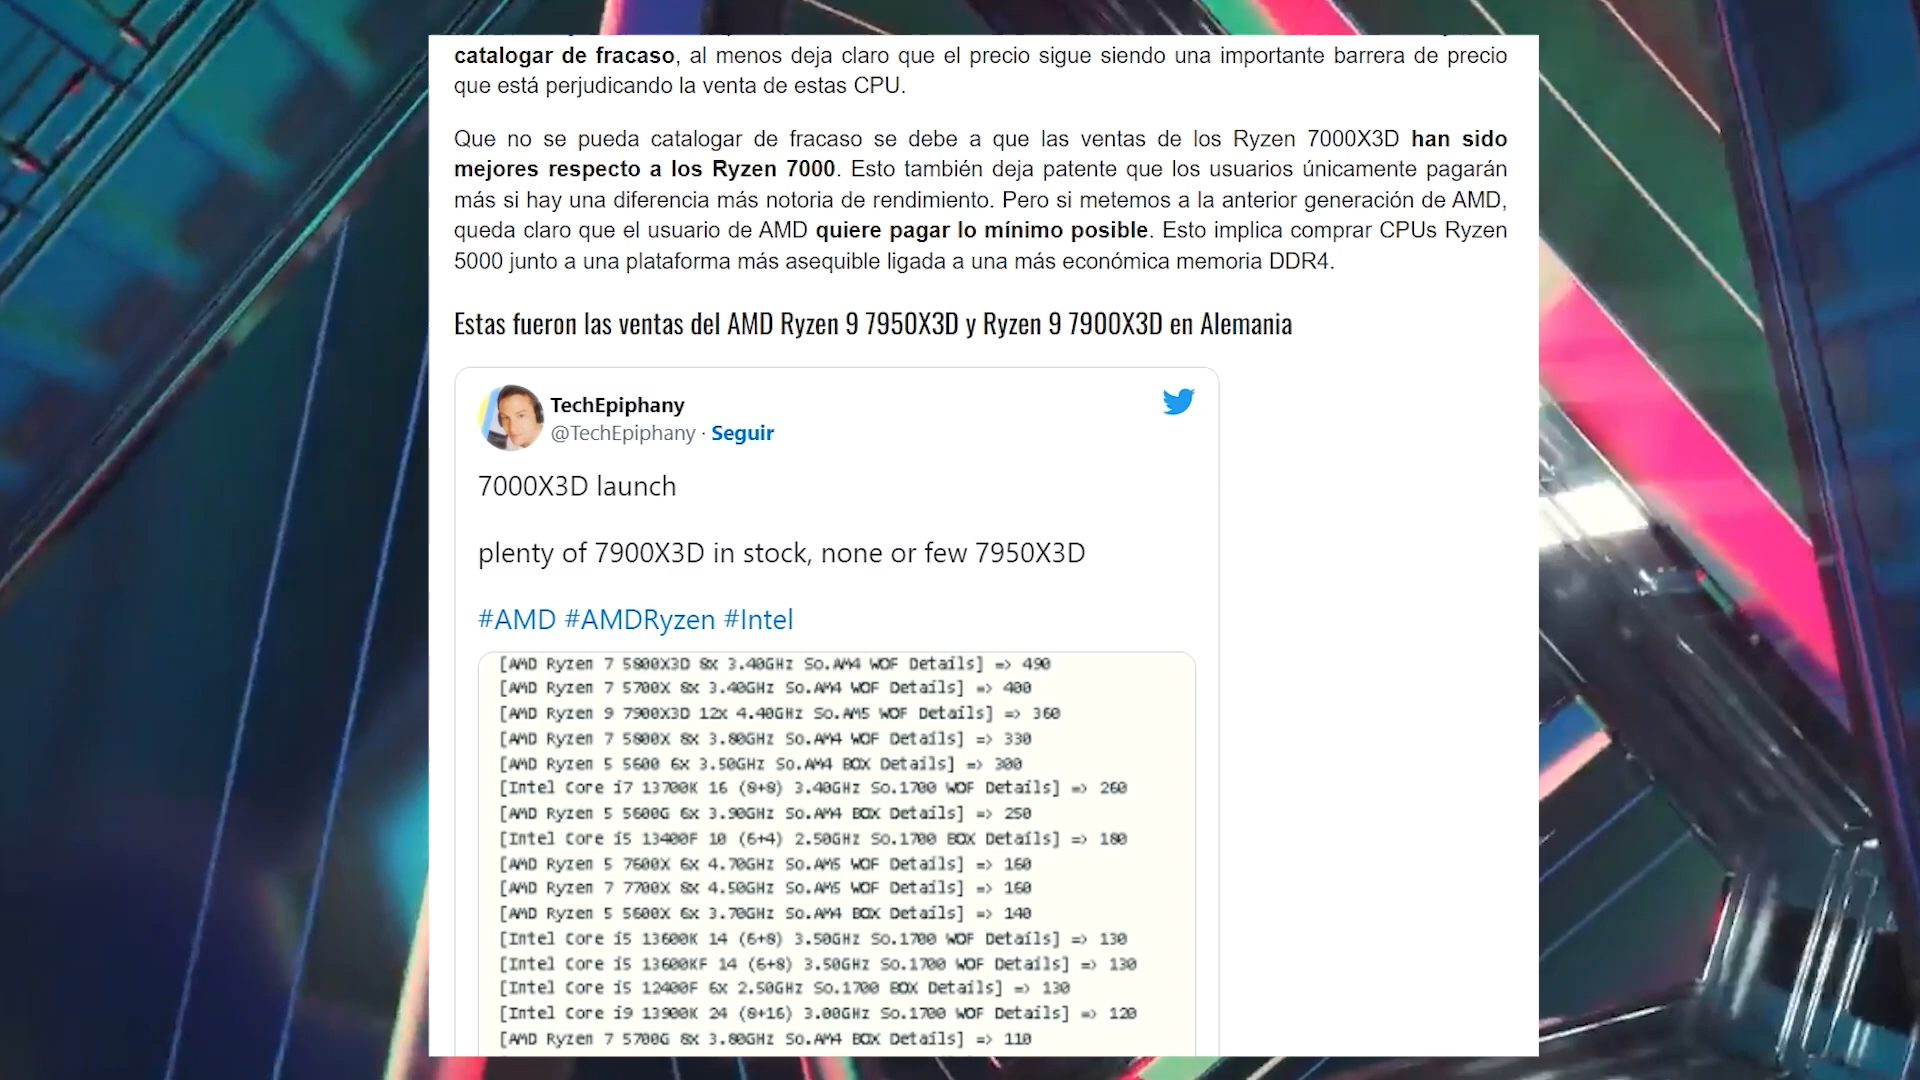 catalogar de fracaso, al menos deja claro que el precio sigue siendo una importante barrera de precio
que está perjudicando la venta de estas CPU.
Que no se pueda catalogar de fracaso se debe a que las ventas de los Ryzen 7000X3D han sido
mejores respecto a los Ryzen 7000. Esto también deja patente que los usuarios únicamente pagarán
más si hay una diferencia más notoria de rendimiento. Pero si metemos a la anterior generación de AMD,
queda claro que el usuario de AMD quiere pagar lo mínimo posible. Esto implica comprar CPUs Ryzen
5000 junto a una plataforma más asequible ligada a una más económica memoria DDR4.
Estas fueron las ventas del AMD Ryzen 9 7950X3D y Ryzen 9 7900X3D en Alemania
TechEpiphany
@TechEpiphany · Seguir
7000X3D launch
plenty of 7900X3D in stock, none or few 7950X3D
#AMD #AMDRyzen #Intel
[AMD Ryzen 7 5800X3D 8x 3.40GHz So.AM4 WOF Details] => 490
[AMD Ryzen 7 5700X 8x 3.40GHz So.AM4 WOF Details] => 400
[AMD Ryzen 9 7900X3D 12x 4.40GHz So.AM5 WOF Details] => 360
[AMD Ryzen 7 5800X 8x 3.80GHz So.AM4 WOF Details] => 330
[AMD Ryzen 5 5600 6x 3.50GHz So.AM4 BOX Details] => 300
[Intel Core i7 13700K 16 (8+8) 3.40GHz So.1700 WOF Details] => 260
[AMD Ryzen 5 5600G 6x 3.90GHz So.AM4 BOX Details] => 250
[Intel Core i5 13400F 10 (6+4) 2.50GHz So.1700 BOX Details] => 180
[AMD Ryzen 5 7600X 6x 4.70GHz So.AM5 WOF Details] => 160
[AMD Ryzen 7 7700X 8x 4.50GHz So.AM5 WOF Details] => 160
[AMD Ryzen 5 5600X 6x 3.70GHz So.AM4 BOX Details] => 140
[Intel Core i5 13600K 14 (6+8) 3.50GHz So.1700 WOF Details] => 130
[Intel Core i5 13600KF 14 (6+8) 3.50GHz So.1700 WOF Details] => 130
[Intel Core i5 12400F 6x 2.50GHz So.1700 BOX Details] => 130
[Intel Core i9 13900K 24 (8+16) 3.00GHz So.1700 WOF Details] => 120
[AMD Ryzen 7 5700G 8x 3.80GHz So.AM4 BOX Details] => 110